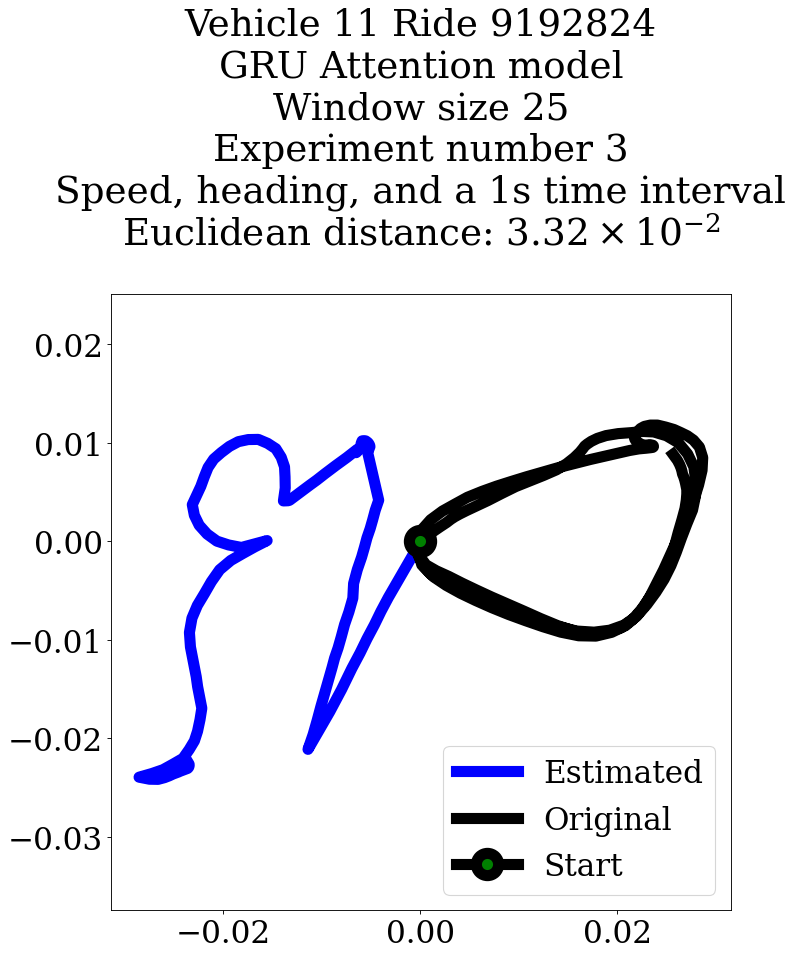 Vehicle 11 Ride 9192824
GRU Attention model
Window size 25
Experiment number 3
Speed, heading, and a 1s time interval
Euclidean distance: 3.32 × 10⁻²
0.02
0.01
0.00
−0.01
−0.02
−0.03
Estimated
Original
Start
−0.02 0.00 0.02